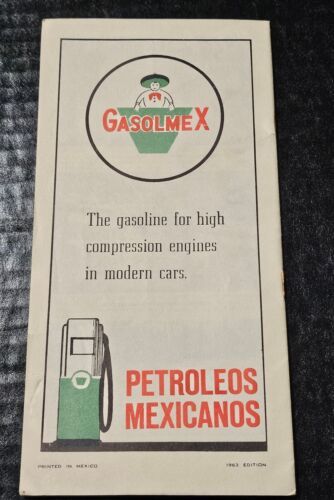 GASOLMEX
The gasoline for high
compression engines
in modern cars.
PETROLEOS
MEXICANOS
PRINTED IN MEXICO
1963 EDITION